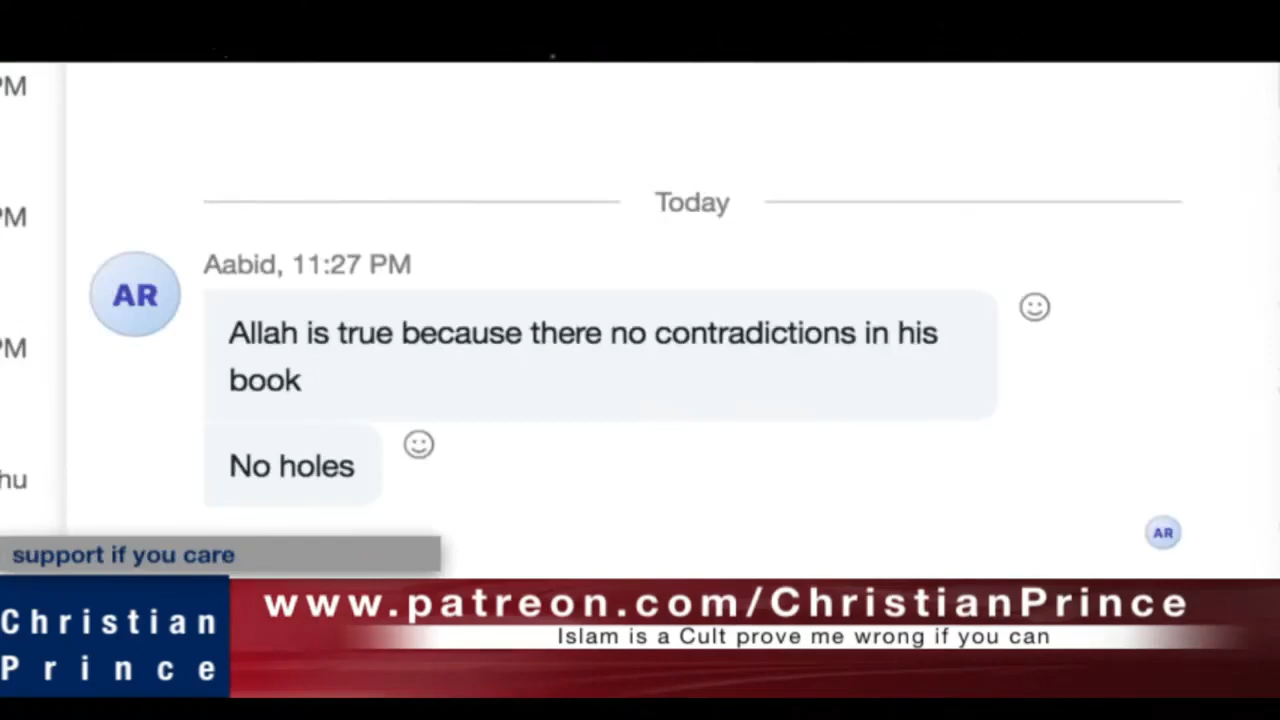 PM
Today
PM
Aabid, 11:27 PM
AR
Allah is true because there no contradictions in his
book
PM
No holes
hu
AR
support if you care
Christian
Prince
www.patreon.com/ChristianPrince
Islam is a Cult prove me wrong if you can